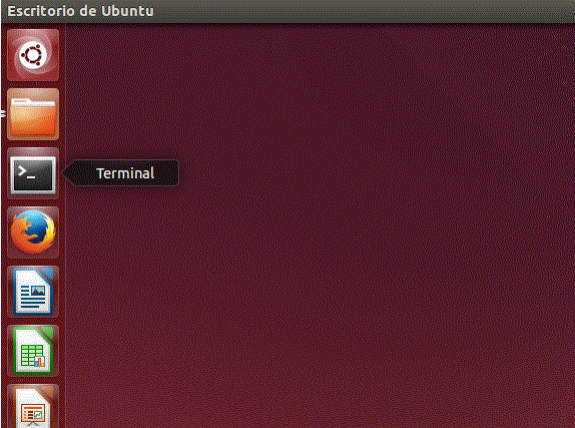 Escritorio de Ubuntu
>_
Terminal